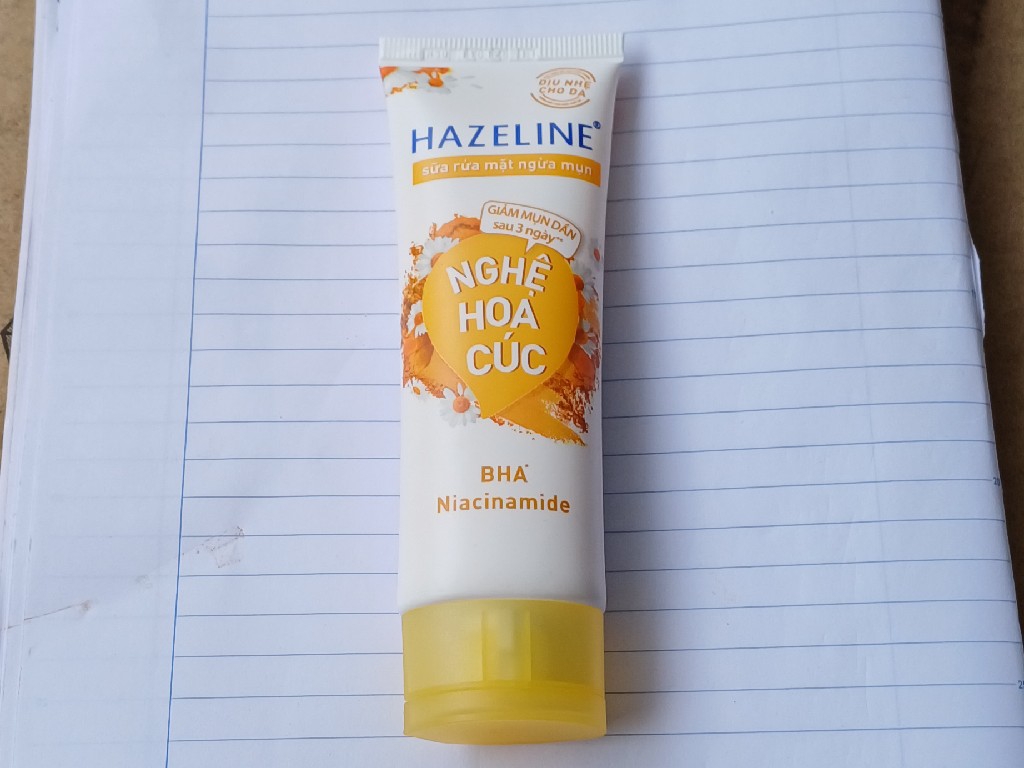 DỊU NHẸ
CHO DA
HAZELINE®
sữa rửa mặt ngừa mụn
GIẢM MỤN DẦN
sau 3 ngày**
NGHỆ
HOA
CÚC
BHA*
Niacinamide